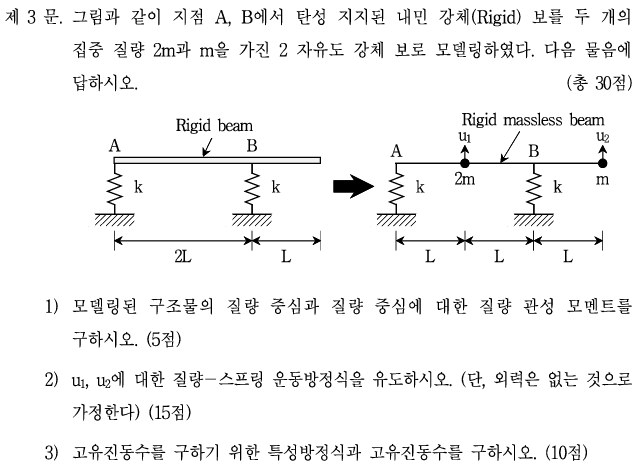 제 3 문. 그림과 같이 지점 A, B에서 탄성 지지된 내민 강체(Rigid) 보를 두 개의
집중 질량 2m과 m을 가진 2 자유도 강체 보로 모델링하였다. 다음 물음에
답하시오. (총 30점)
Rigid beam
A
B
k
k
2L
L
Rigid massless beam
u₁
u₂
A
B
2m
m
k
k
L
L
L
1) 모델링된 구조물의 질량 중심과 질량 중심에 대한 질량 관성 모멘트를
구하시오. (5점)
2) u₁, u₂에 대한 질량-스프링 운동방정식을 유도하시오. (단, 외력은 없는 것으로
가정한다) (15점)
3) 고유진동수를 구하기 위한 특성방정식과 고유진동수를 구하시오. (10점)